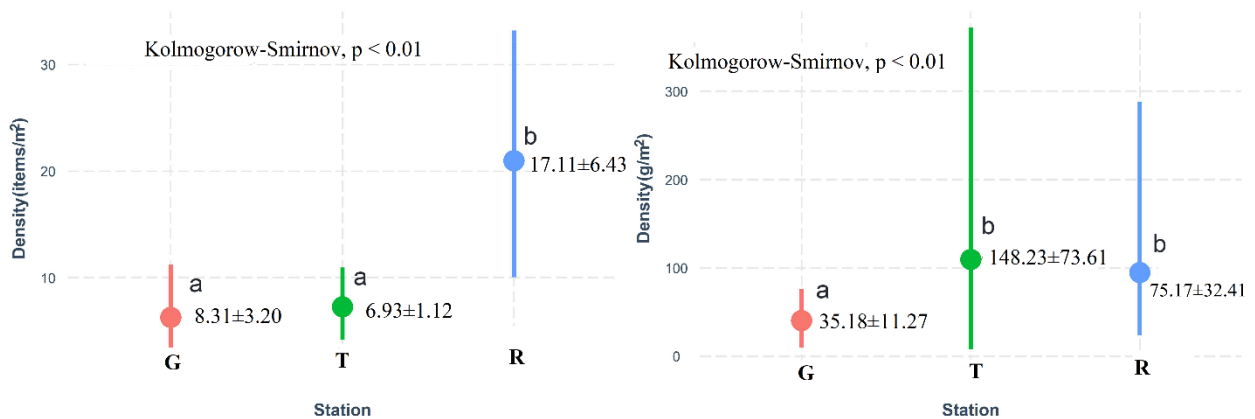 Kolmogorow-Smirnov, p < 0.01
Density(items/m²)
30
20
10
a
8.31±3.20
a
6.93±1.12
b
17.11±6.43
G
T
R
Station
Kolmogorow-Smirnov, p < 0.01
Density(g/m²)
300
200
100
0
a
35.18±11.27
b
148.23±73.61
b
75.17±32.41
G
T
R
Station